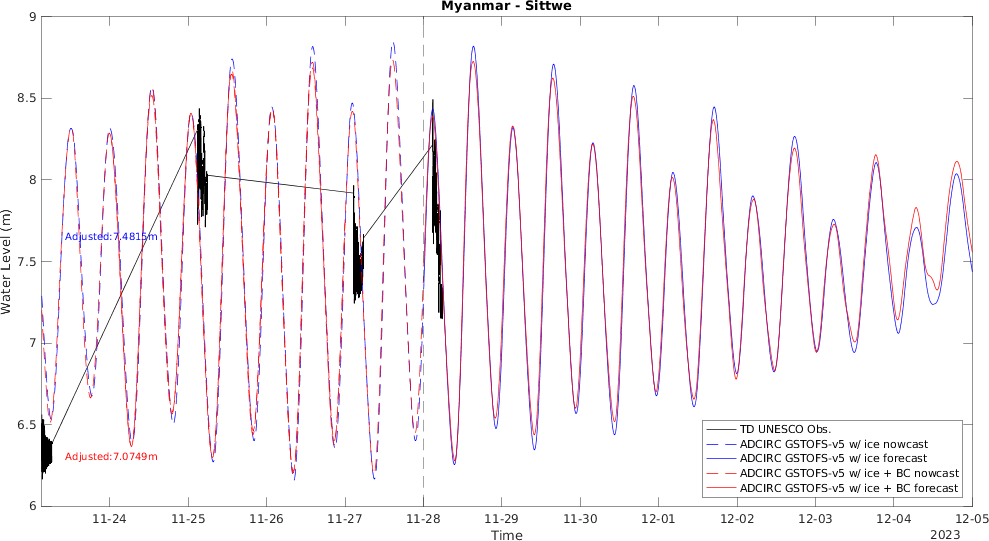 Myanmar - Sittwe
Water Level (m)
9
8.5
8
7.5
7
6.5
6
Adjusted:7.4815m
Adjusted:7.0749m
TD UNESCO Obs.
ADCIRC GSTOFS-v5 w/ ice nowcast
ADCIRC GSTOFS-v5 w/ ice forecast
ADCIRC GSTOFS-v5 w/ ice + BC nowcast
ADCIRC GSTOFS-v5 w/ ice + BC forecast
11-24 11-25 11-26 11-27 11-28 11-29 11-30 12-01 12-02 12-03 12-04 12-05
Time
2023